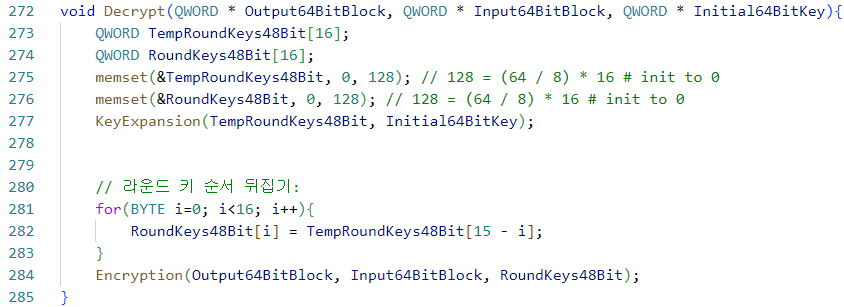 272 void Decrypt(QWORD * Output64BitBlock, QWORD * Input64BitBlock, QWORD * Initial64BitKey){
273     QWORD TempRoundKeys48Bit[16];
274     QWORD RoundKeys48Bit[16];
275     memset(&TempRoundKeys48Bit, 0, 128); // 128 = (64 / 8) * 16 # init to 0
276     memset(&RoundKeys48Bit, 0, 128); // 128 = (64 / 8) * 16 # init to 0
277     KeyExpansion(TempRoundKeys48Bit, Initial64BitKey);
278
279
280     // 라운드 키 순서 뒤집기:
281     for(BYTE i=0; i<16; i++){
282         RoundKeys48Bit[i] = TempRoundKeys48Bit[15 - i];
283     }
284     Encryption(Output64BitBlock, Input64BitBlock, RoundKeys48Bit);
285 }